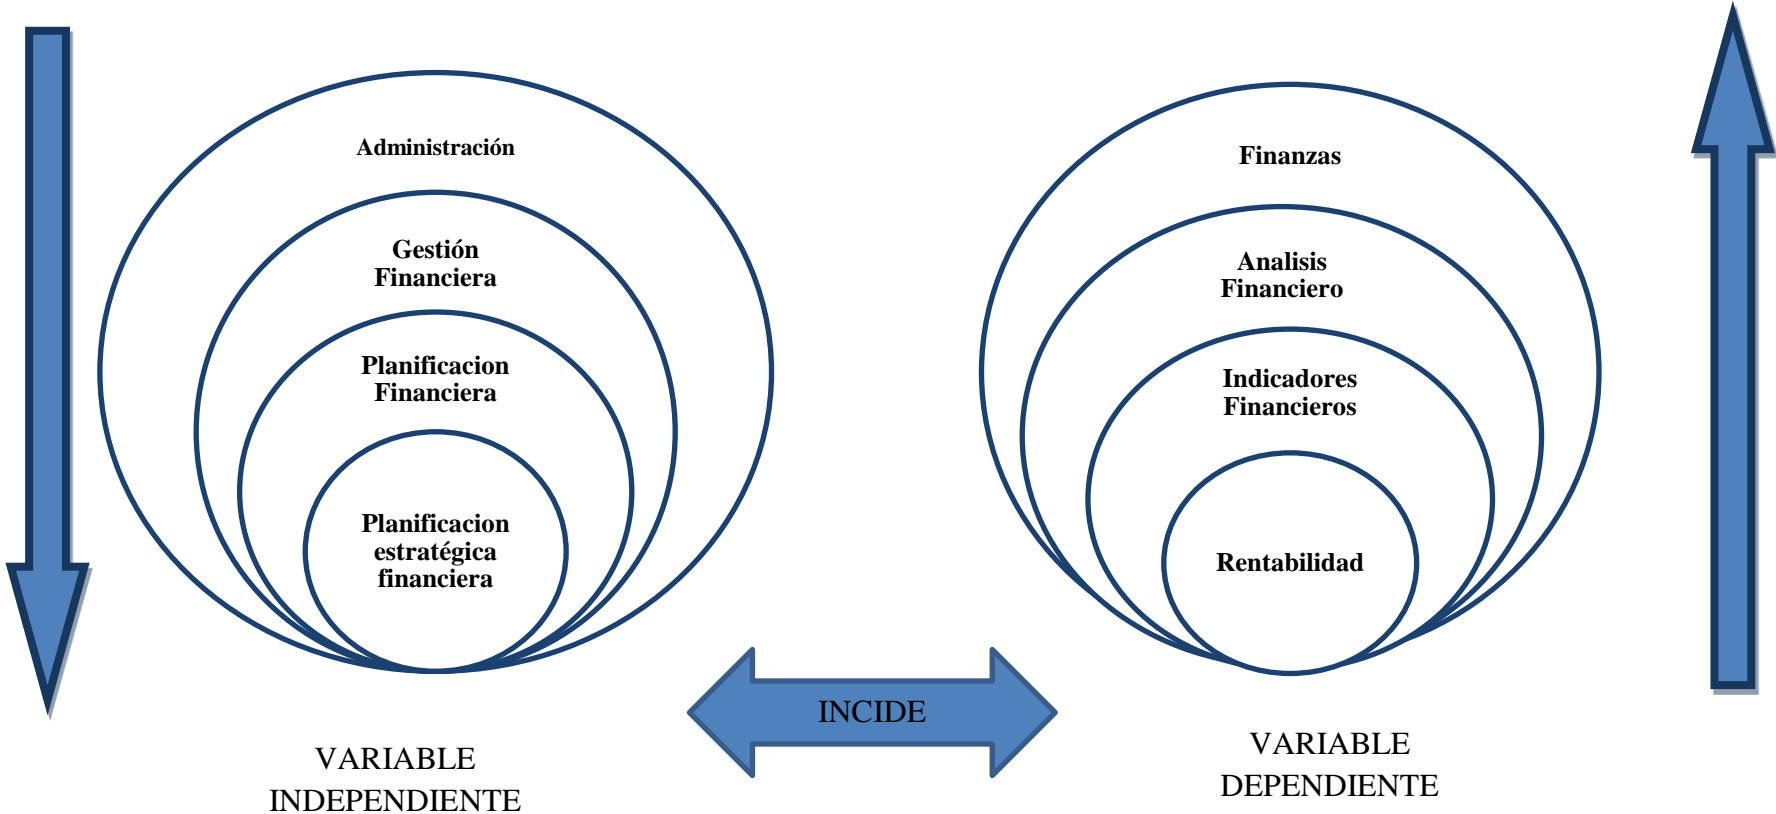 Administración
Gestión
Financiera
Planificacion
Financiera
Planificacion
estratégica
financiera
VARIABLE
INDEPENDIENTE
INCIDE
Finanzas
Analisis
Financiero
Indicadores
Financieros
Rentabilidad
VARIABLE
DEPENDIENTE